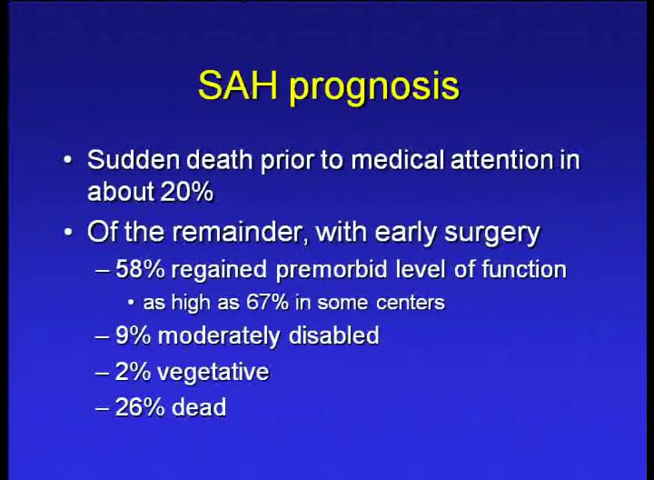 SAH prognosis
• Sudden death prior to medical attention in
about 20%
• Of the remainder, with early surgery
– 58% regained premorbid level of function
• as high as 67% in some centers
– 9% moderately disabled
– 2% vegetative
– 26% dead